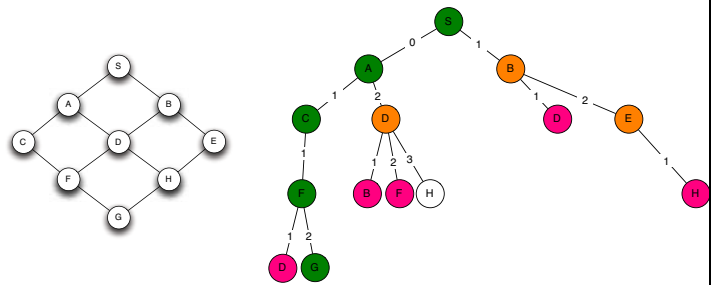 S
A B
C D E
F H
G
S
0 1
A B
1 2 1 2
C D D E
1 1 2 3 1
F B F H H
1 2
D G